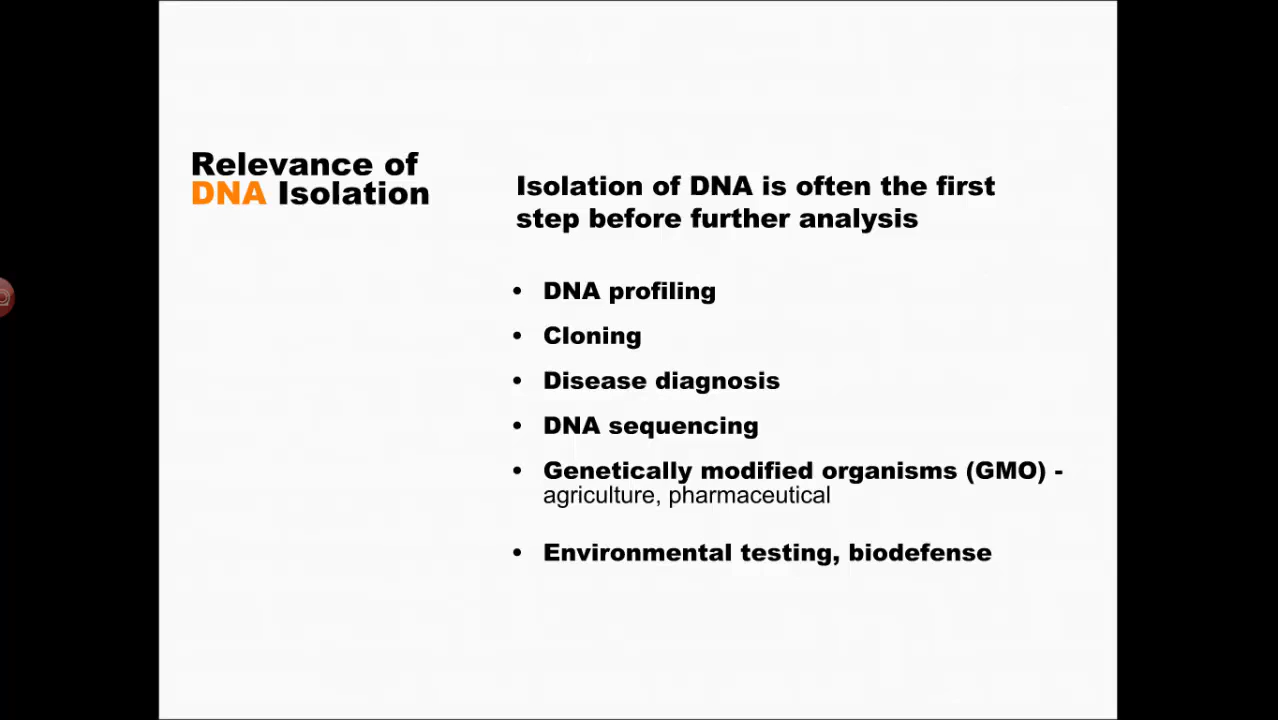 Relevance of
DNA Isolation
Isolation of DNA is often the first
step before further analysis
• DNA profiling
• Cloning
• Disease diagnosis
• DNA sequencing
• Genetically modified organisms (GMO) -
agriculture, pharmaceutical
• Environmental testing, biodefense